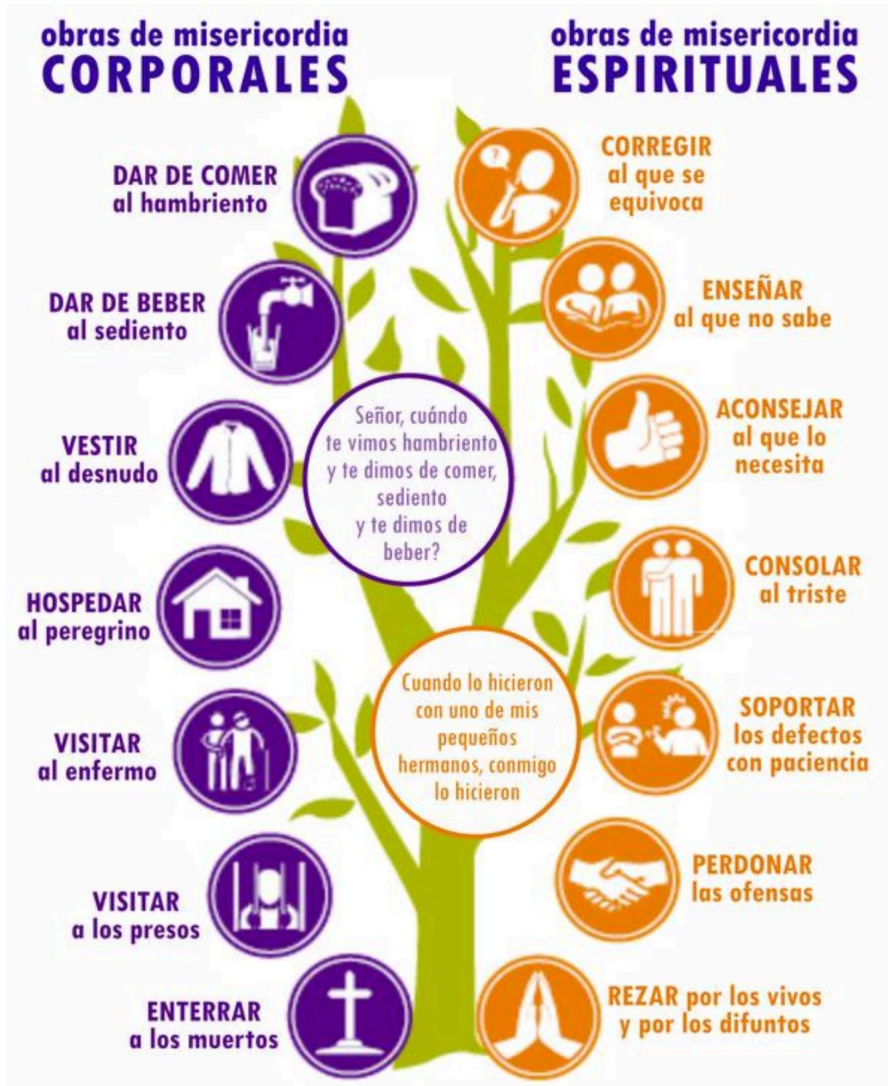 obras de misericordia
CORPORALES
DAR DE COMER
al hambriento
DAR DE BEBER
al sediento
VESTIR
al desnudo
HOSPEDAR
al peregrino
VISITAR
al enfermo
VISITAR
a los presos
ENTERRAR
a los muertos
Señor, cuándo
te vimos hambriento
y te dimos de comer,
sediento
y te dimos de
beber?
Cuando lo hicieron
con uno de mis
pequeños
hermanos, conmigo
lo hicieron
obras de misericordia
ESPIRITUALES
?
CORREGIR
al que se
equivoca
ENSEÑAR
al que no sabe
ACONSEJAR
al que lo
necesita
CONSOLAR
al triste
SOPORTAR
los defectos
con paciencia
PERDONAR
las ofensas
REZAR por los vivos
y por los difuntos